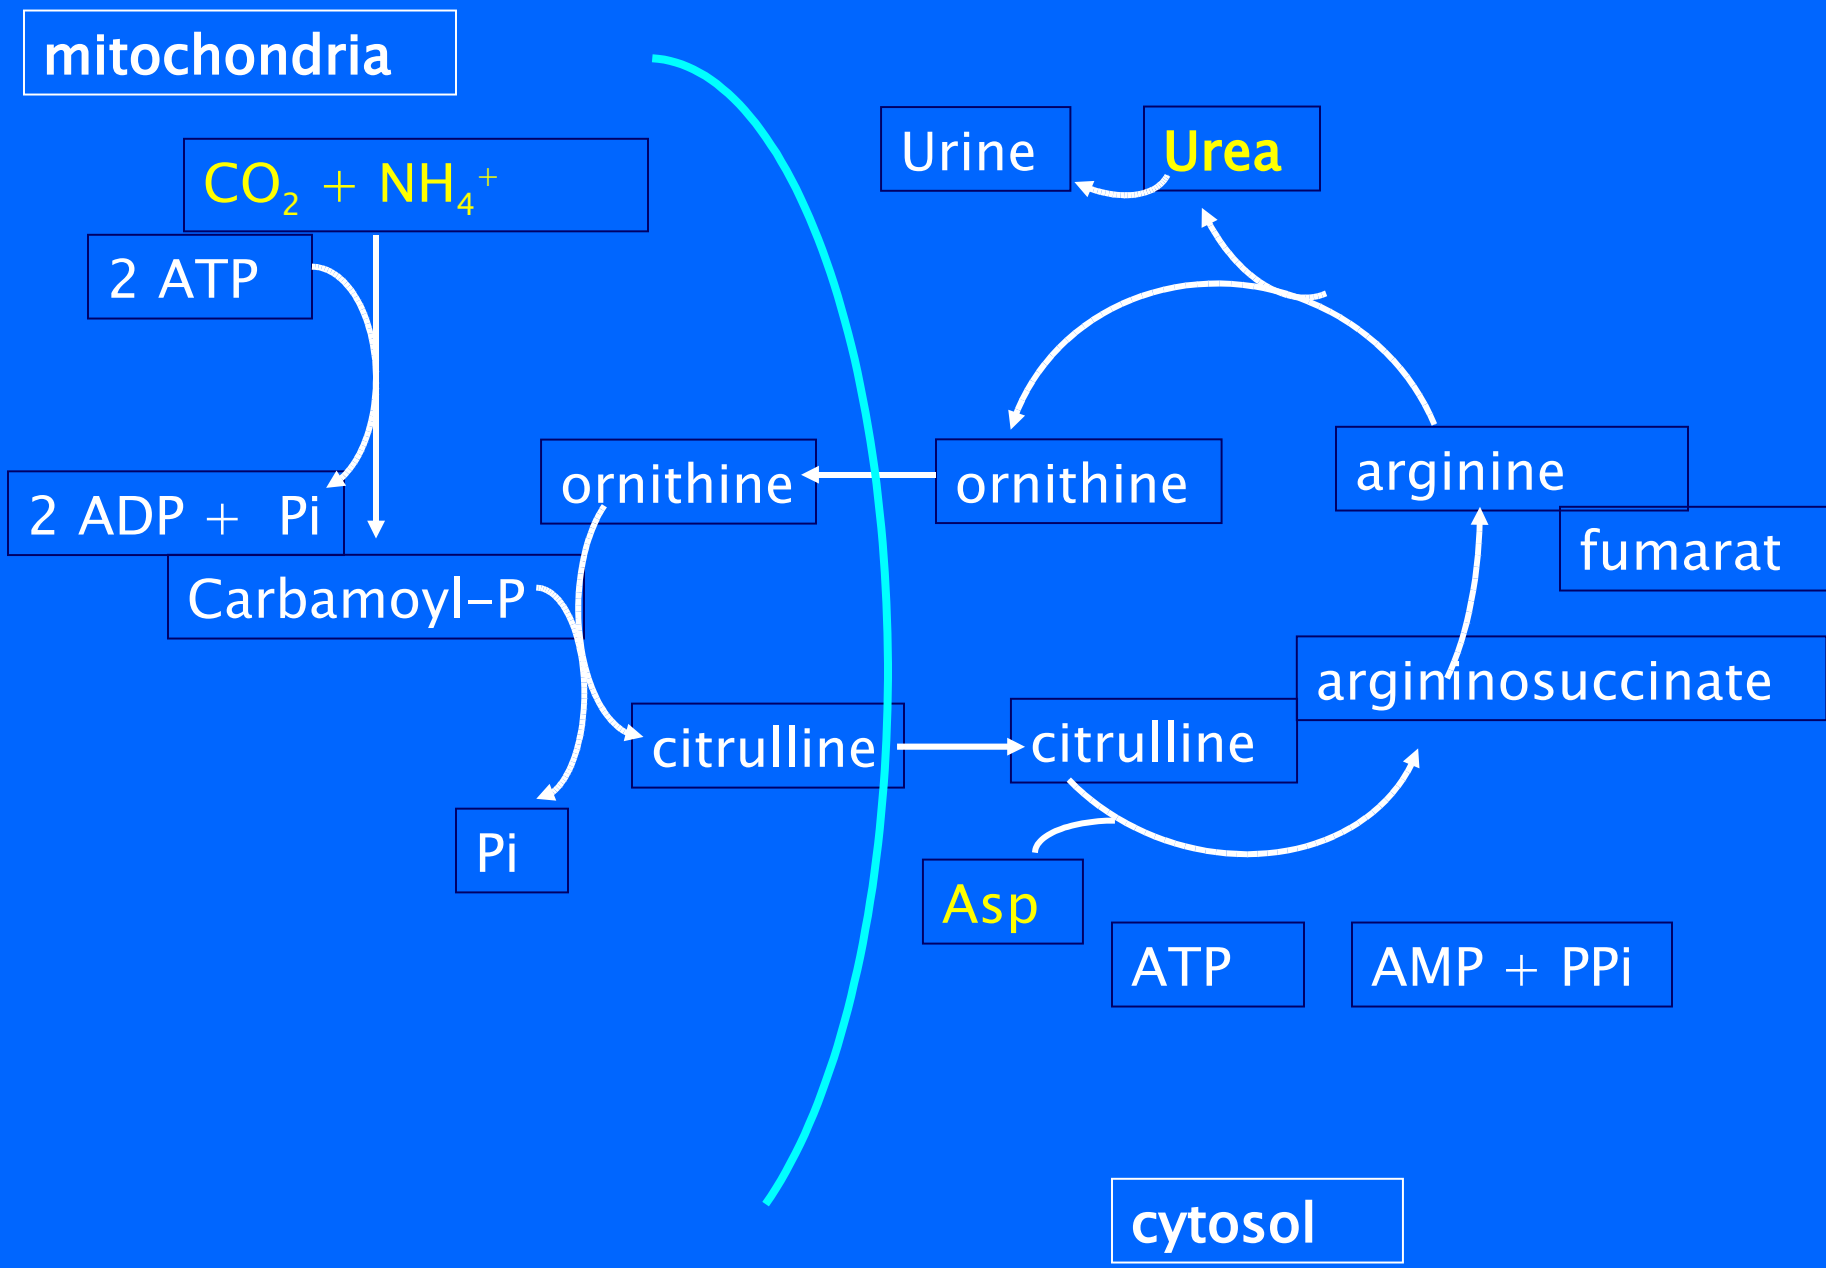 mitochondria
CO₂ + NH₄⁺
2 ATP
2 ADP + Pi
Carbamoyl-P
ornithine
citrulline
Pi
Urine
Urea
ornithine
arginine
fumarat
argininosuccinate
citrulline
Asp
ATP
AMP + PPi
cytosol